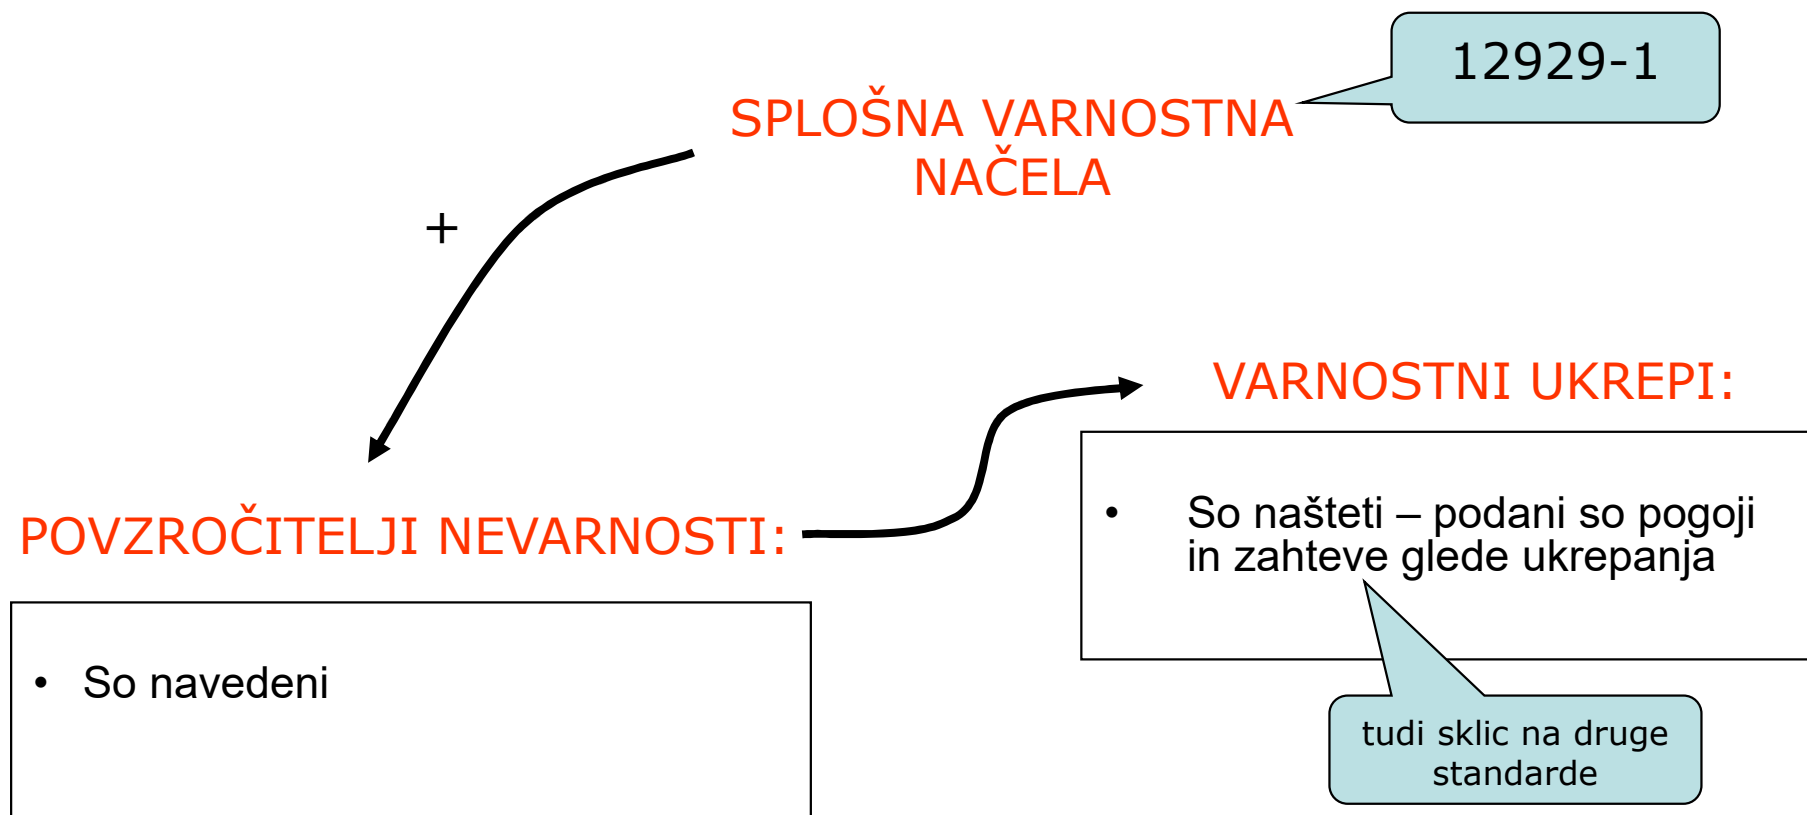 12929-1
SPLOŠNA VARNOSTNA
NAČELA
+
VARNOSTNI UKREPI:
• So našteti – podani so pogoji
in zahteve glede ukrepanja
POVZROČITELJI NEVARNOSTI:
• So navedeni
tudi sklic na druge
standarde